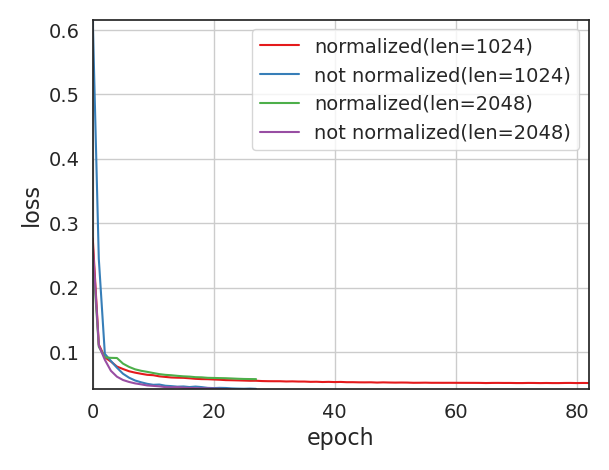 0.6
0.5
0.4
0.3
0.2
0.1
loss
normalized(len=1024)
not normalized(len=1024)
normalized(len=2048)
not normalized(len=2048)
0 20 40 60 80
epoch